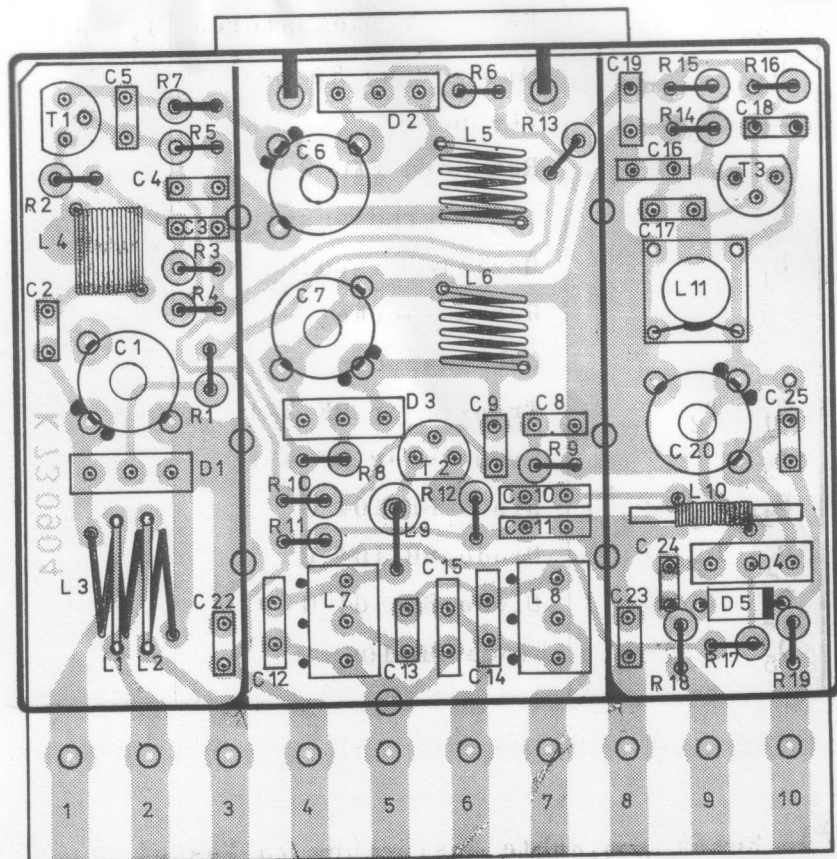 C5 R7 R6 C19 R15 R16
T1 R5 D2 L5 R13 R14 C18
C6 C16 T3
R2 C4
L4 C3 C17
R3 L6 L11
C2 R4 C7
C1
R1 D3 C9 C8 C25
C20
D1 R8 T2 R9
K 730904 R10 R12 C10 L10
R11 L9 C11
C24 D4
L3 C15 D5
C22 L7 L8 C23
L1 L2 C12 C13 C14 R18 R17 R19
1 2 3 4 5 6 7 8 9 10